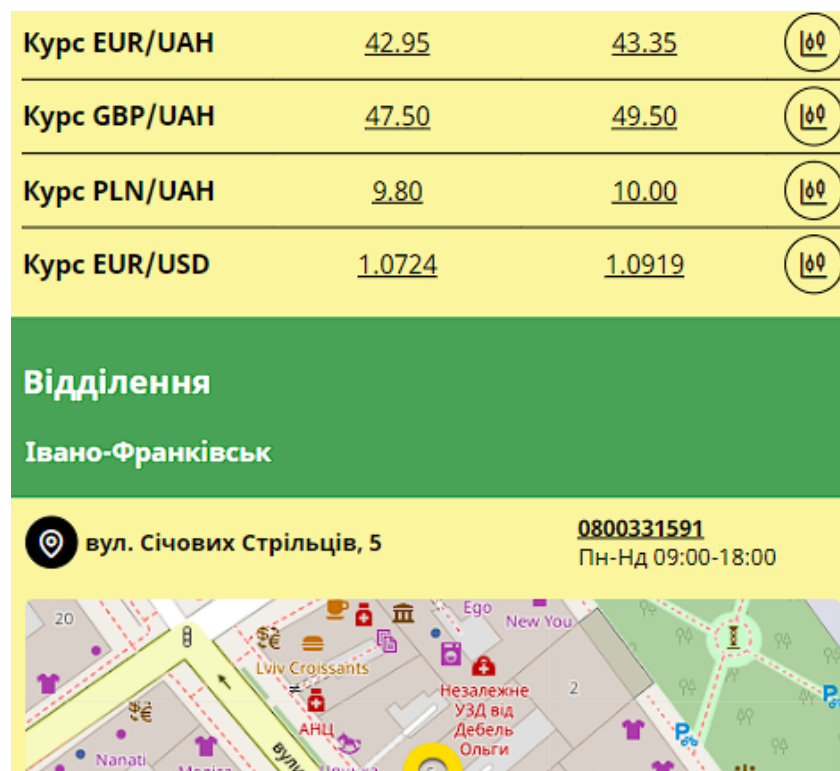 Курс EUR/UAH 42.95 43.35
Курс GBP/UAH 47.50 49.50
Курс PLN/UAH 9.80 10.00
Курс EUR/USD 1.0724 1.0919
Відділення
Івано-Франківськ
вул. Січових Стрільців, 5
0800331591
Пн-Нд 09:00-18:00
20
Ego
New You
Lviv Croissants
Незалежне
УЗД від
Дебель
Ольги
2
АНЦ
Nanati